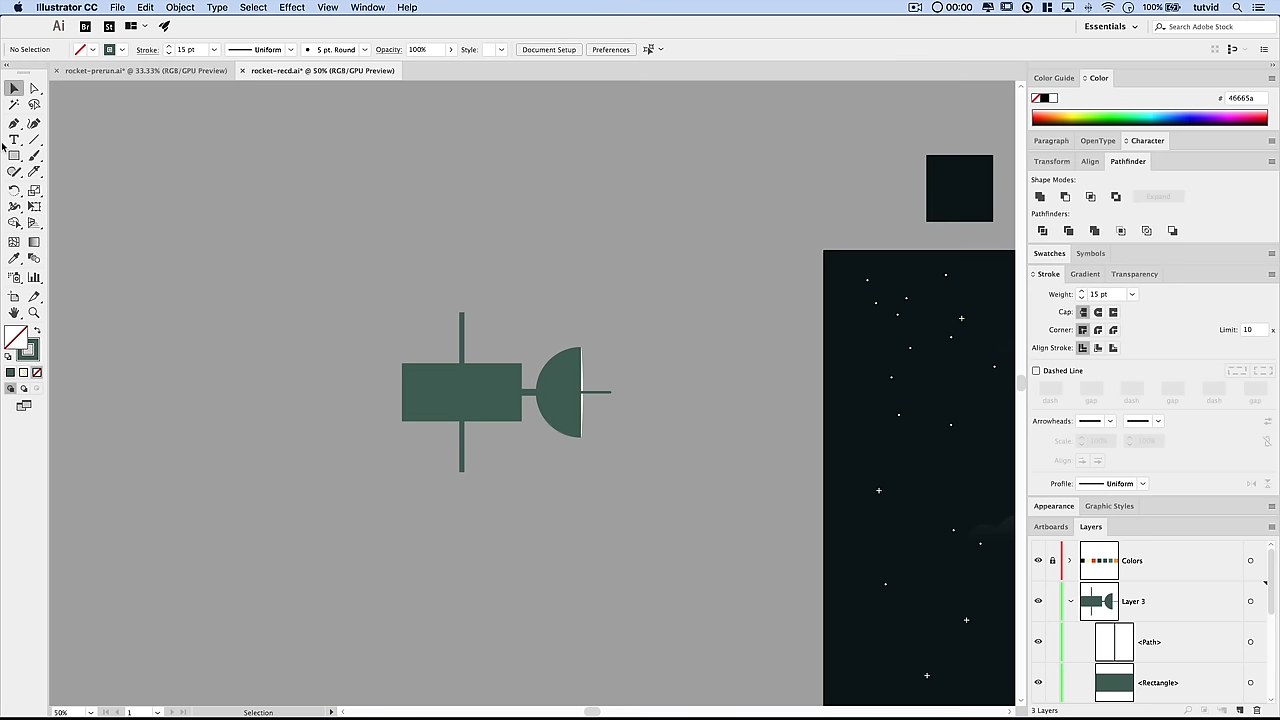 Illustrator CC File Edit Object Type Select Effect View Window Help 00:00 100% tutvid
Ai Br St Essentials Search Adobe Stock
No Selection Stroke: 15 pt Uniform 5 pt. Round Opacity: 100% Style: Document Setup Preferences
× rocket-prerun.ai* @ 33.33% (RGB/GPU Preview) × rocket-recd.ai* @ 50% (RGB/GPU Preview)
Color Guide Color
# 46665a
Paragraph OpenType Character
Transform Align Pathfinder
Shape Modes:
Expand
Pathfinders:
Swatches Symbols
Stroke Gradient Transparency
Weight: 15 pt
Cap:
Corner: Limit: 10 x
Align Stroke:
Dashed Line
dash gap dash gap dash gap
Arrowheads:
Scale: 100% 100%
Align:
Profile: Uniform
Appearance Graphic Styles
Artboards Layers
Colors
Layer 3
<Path>
<Rectangle>
50% 1 Selection 3 Layers